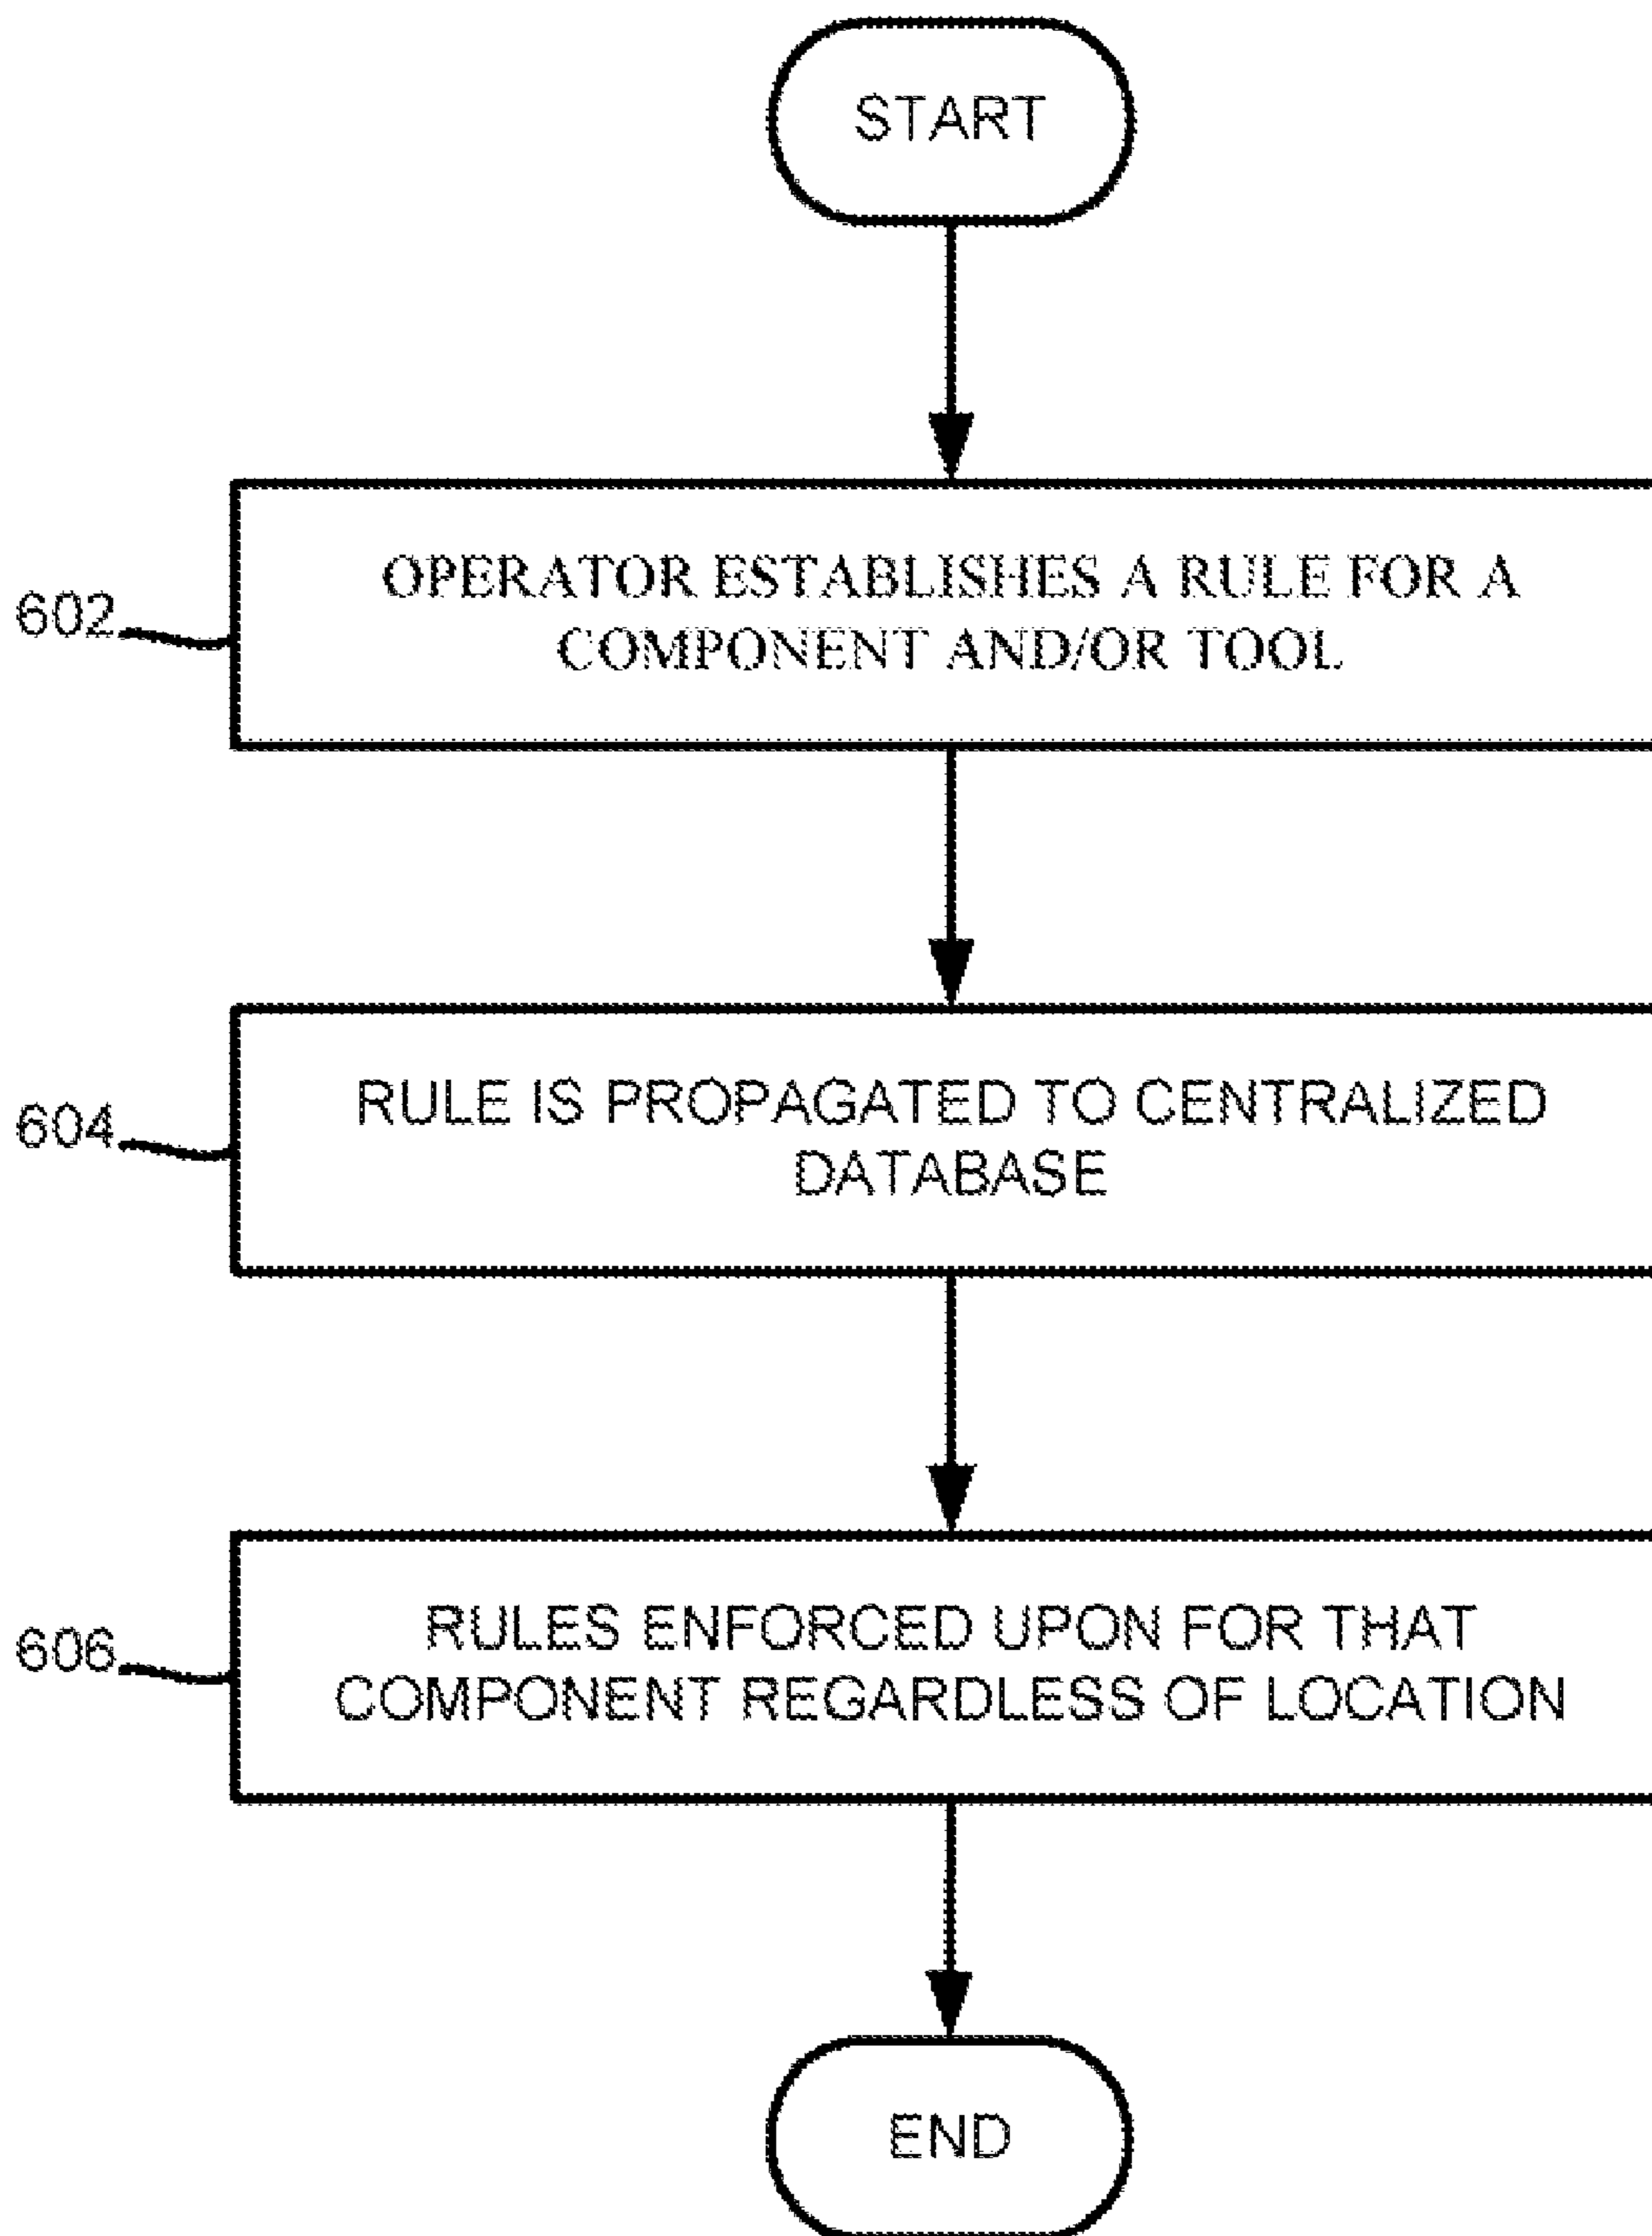 START
602
OPERATOR ESTABLISHES A RULE FOR A
COMPONENT AND/OR TOOL
604
RULE IS PROPAGATED TO CENTRALIZED
DATABASE
606
RULES ENFORCED UPON FOR THAT
COMPONENT REGARDLESS OF LOCATION
END